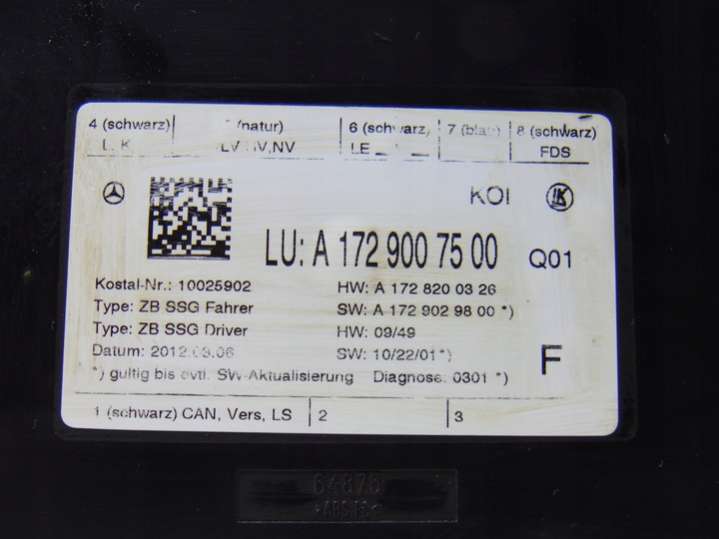 4 (schwarz) (natur) 6 (schwarz) 7 (blau) 8 (schwarz)
FDS
KOI
LU: A 172 900 75 00 Q01
Kostal-Nr.: 10025902 HW: A 172 820 03 26
Type: ZB SSG Fahrer SW: A 172 902 98 00 *)
Type: ZB SSG Driver HW: 09/49
Datum: 2012.09.06 SW: 10/22/01*)
F
*) gultig bis evtl. SW-Aktualisierung Diagnose: 0301 *)
1 (schwarz) CAN, Vers, LS 2 3